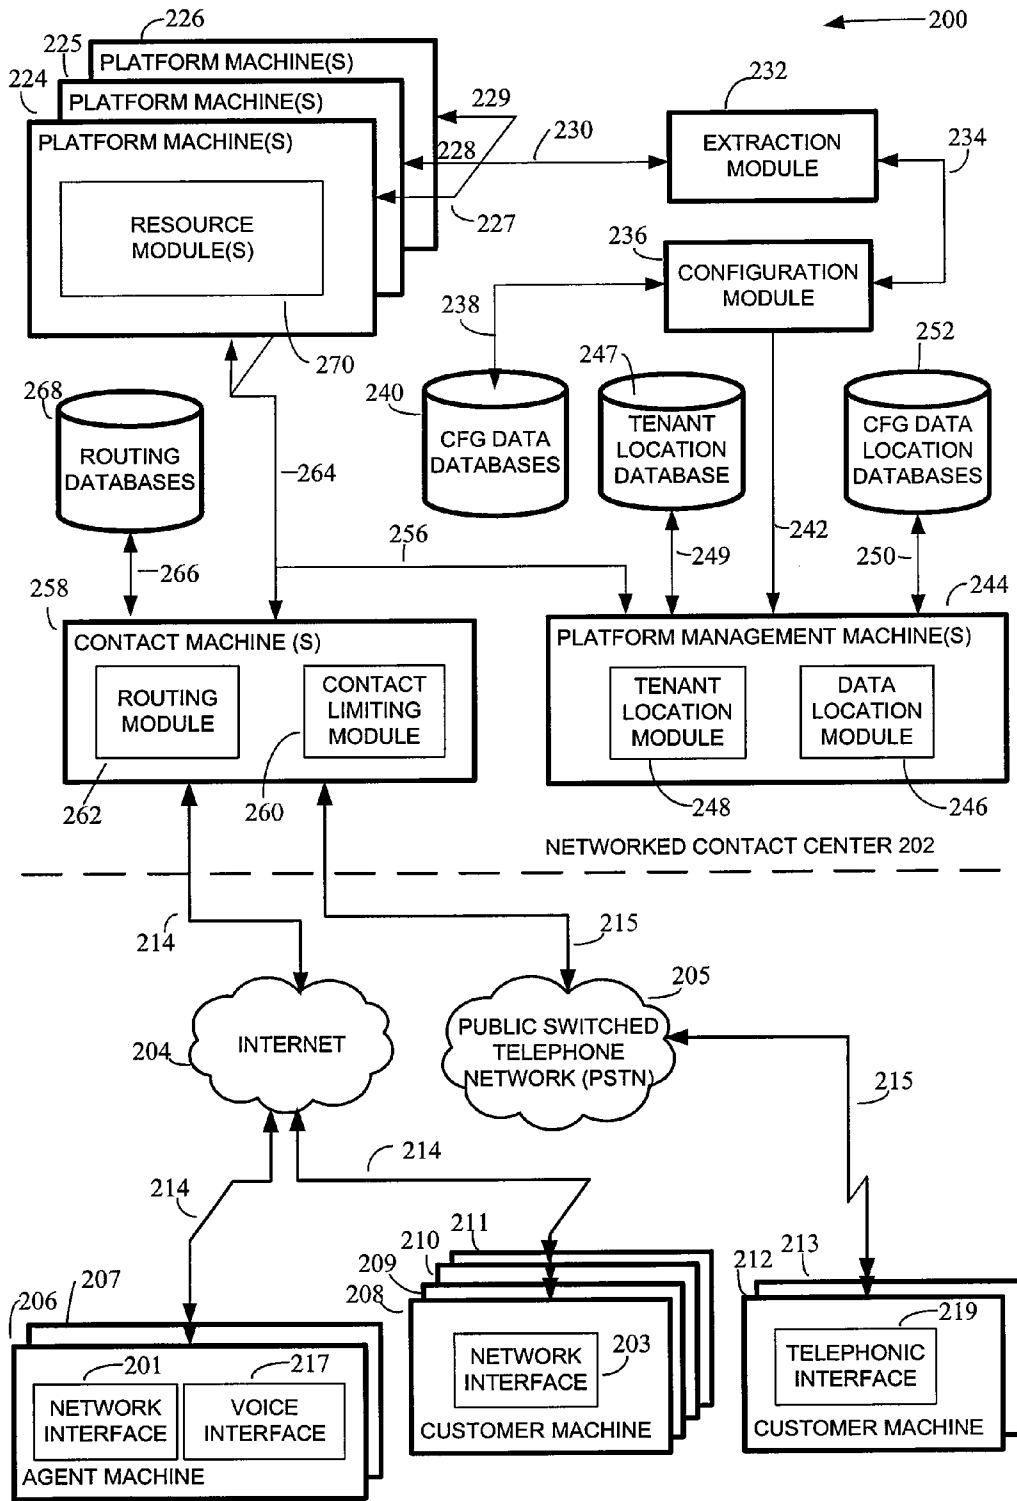 226
200
225
PLATFORM MACHINE(S)
224
PLATFORM MACHINE(S)
229
232
PLATFORM MACHINE(S)
228
230
EXTRACTION
MODULE
234
RESOURCE
MODULE(S)
227
236
CONFIGURATION
MODULE
238
270
247
252
268
240
TENANT
LOCATION
DATABASE
CFG DATA
LOCATION
DATABASES
CFG DATA
DATABASES
ROUTING
DATABASES
264
256
249
242
250
266
258
244
CONTACT MACHINE (S)
PLATFORM MANAGEMENT MACHINE(S)
ROUTING
MODULE
CONTACT
LIMITING
MODULE
TENANT
LOCATION MODULE
DATA
LOCATION
MODULE
262
260
248
246
NETWORKED CONTACT CENTER 202
214
215
205
204
INTERNET
PUBLIC SWITCHED
TELEPHONE
NETWORK (PSTN)
215
214
214
211
210
209
208
213
212
207
206
201
217
203
219
NETWORK
INTERFACE
VOICE
INTERFACE
AGENT MACHINE
NETWORK
INTERFACE
CUSTOMER MACHINE
TELEPHONIC
INTERFACE
CUSTOMER MACHINE